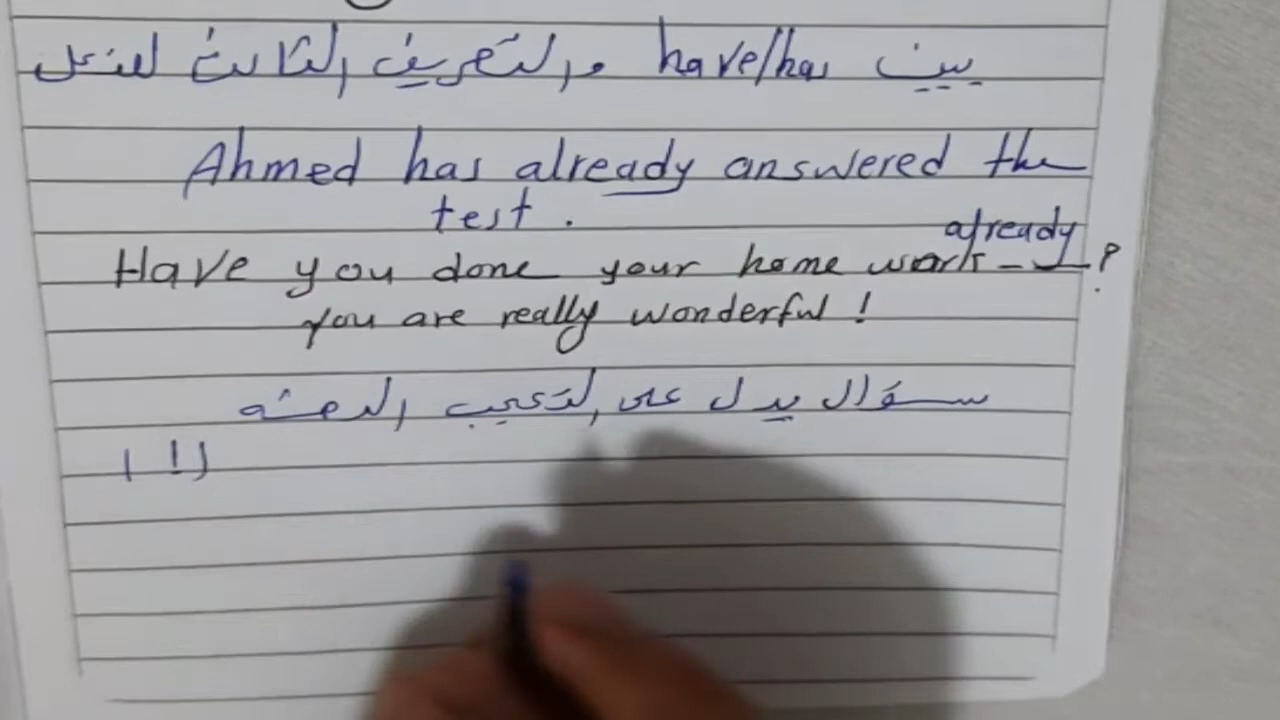 بين have/has والتصريف الثالث للفعل
Ahmed has already answered the
test .
already
Have you done your home work --- ?
you are really wonderful !
سؤال يدل على التعجب الدهشه
( ! )